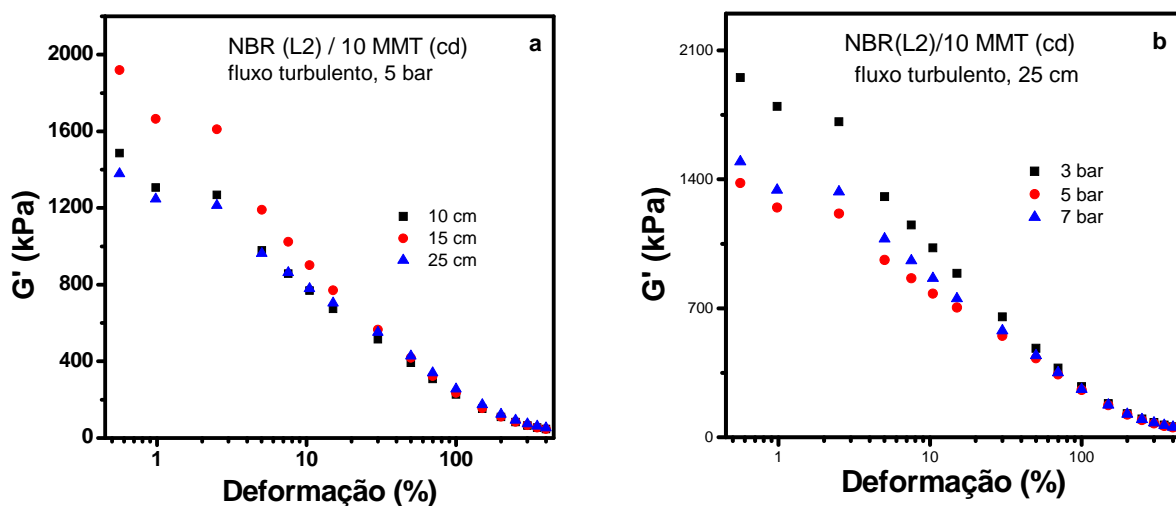 NBR (L2) / 10 MMT (cd)
a
fluxo turbulento, 5 bar
2000
1600
1200
800
400
0
G' (kPa)
10 cm
15 cm
25 cm
1
10
100
Deformação (%)
NBR(L2)/10 MMT (cd)
b
fluxo turbulento, 25 cm
2100
1400
700
0
G' (kPa)
3 bar
5 bar
7 bar
1
10
100
Deformação (%)